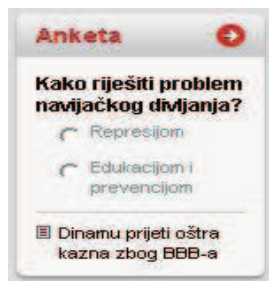 Anketa
Kako riješiti problem
navijačkog divljanja?
Represijom
Edukacijom i
prevencijom
Dinamu prijeti oštra
kazna zbog BBB-a